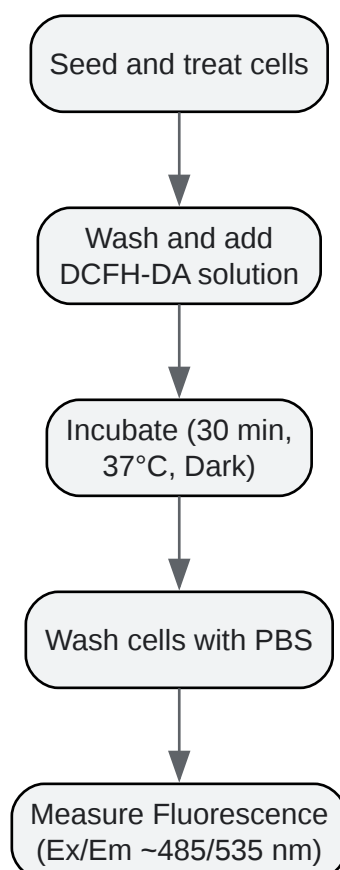 Seed and treat cells
Wash and add
DCFH-DA solution
Incubate (30 min,
37°C, Dark)
Wash cells with PBS
Measure Fluorescence
(Ex/Em ~485/535 nm)